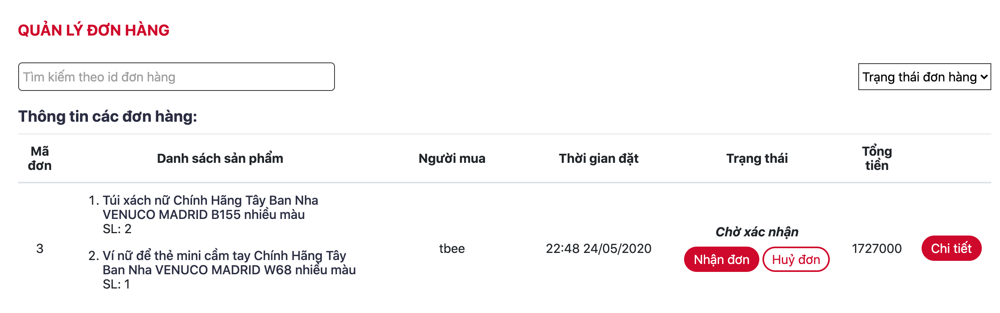 QUẢN LÝ ĐƠN HÀNG
Tìm kiếm theo id đơn hàng
Trạng thái đơn hàng
Thông tin các đơn hàng:
Mã
đơn
Danh sách sản phẩm
Người mua
Thời gian đặt
Trạng thái
Tổng
tiền
3
1. Túi xách nữ Chính Hãng Tây Ban Nha
VENUCO MADRID B155 nhiều màu
SL: 2
2. Ví nữ để thẻ mini cầm tay Chính Hãng Tây
Ban Nha VENUCO MADRID W68 nhiều màu
SL: 1
tbee
22:48 24/05/2020
Chờ xác nhận
Nhận đơn
Huỷ đơn
1727000
Chi tiết